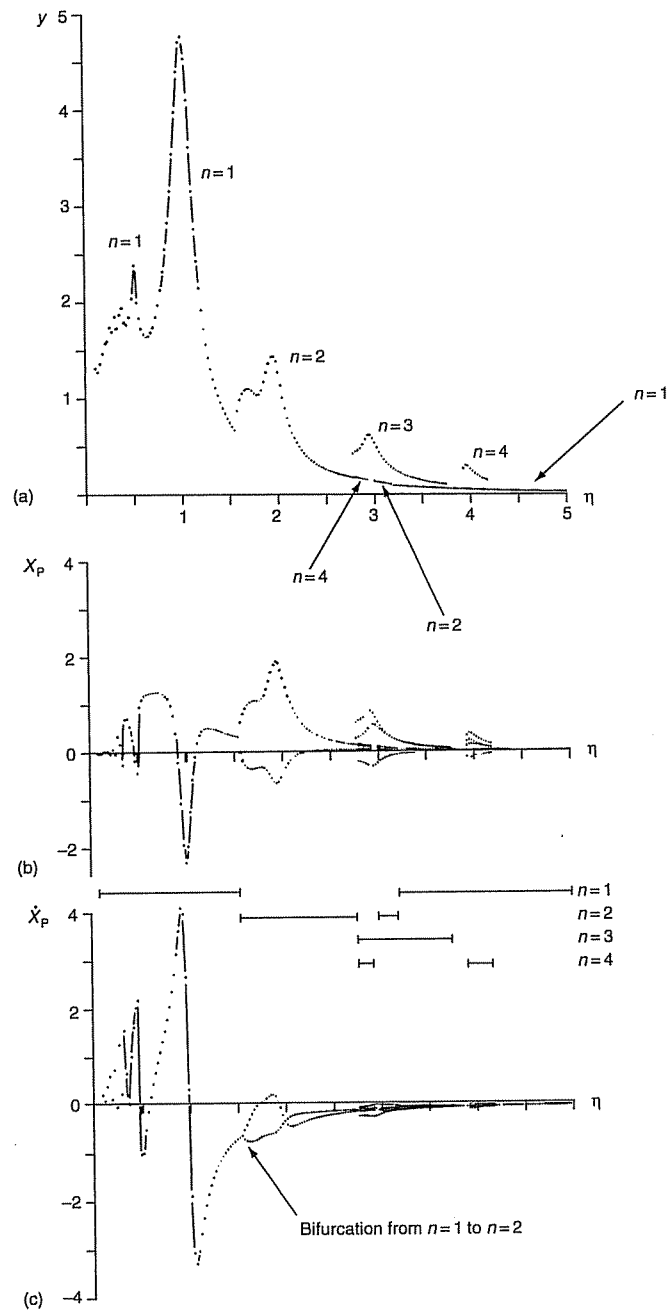 y
5
4
3
2
1
n=1
n=1
n=2
n=3
n=4
n=1
(a)
1
2
3
4
5
η
n=4
n=2
X_P
4
2
0
−2
η
(b)
n=1
n=2
n=3
n=4
Ẋ_P
4
2
0
−2
−4
η
Bifurcation from n=1 to n=2
(c)